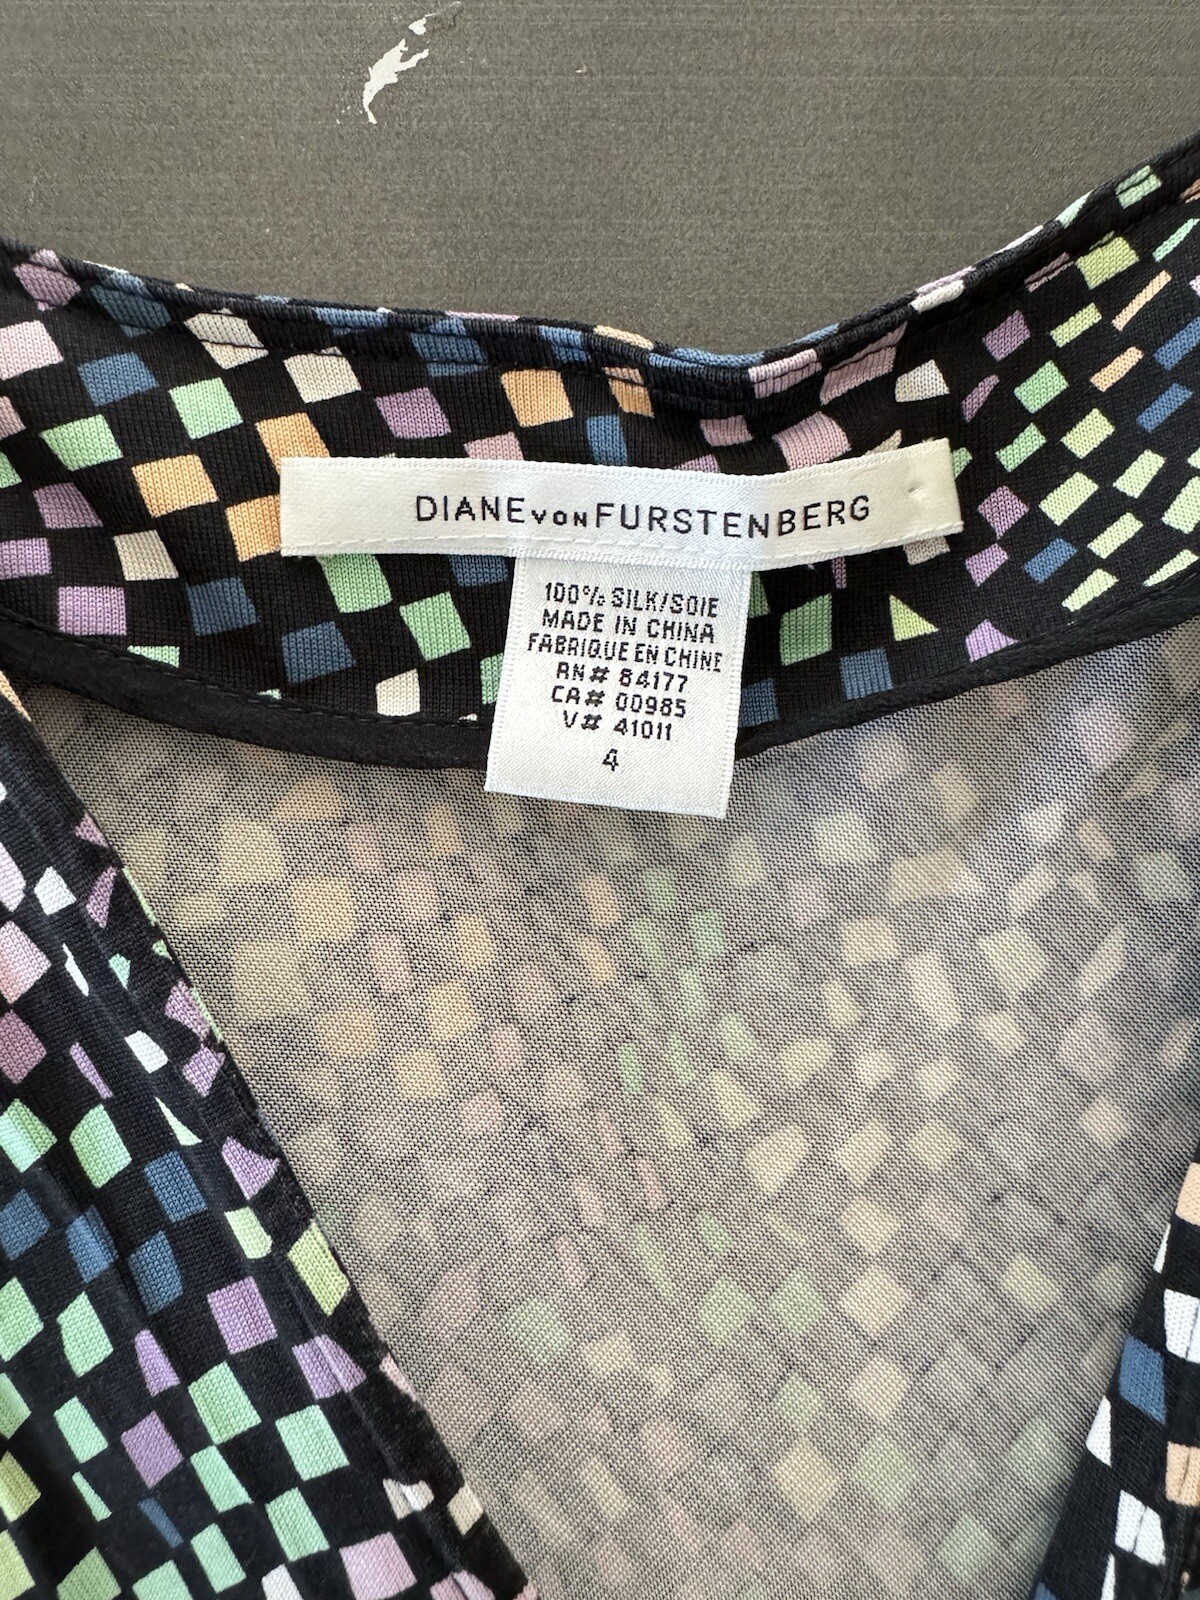 DIANE VON FURSTENBERG
100% SILK/SOIE
MADE IN CHINA
FABRIQUE EN CHINE
RN# 84177
CA# 00985
V# 41011
4